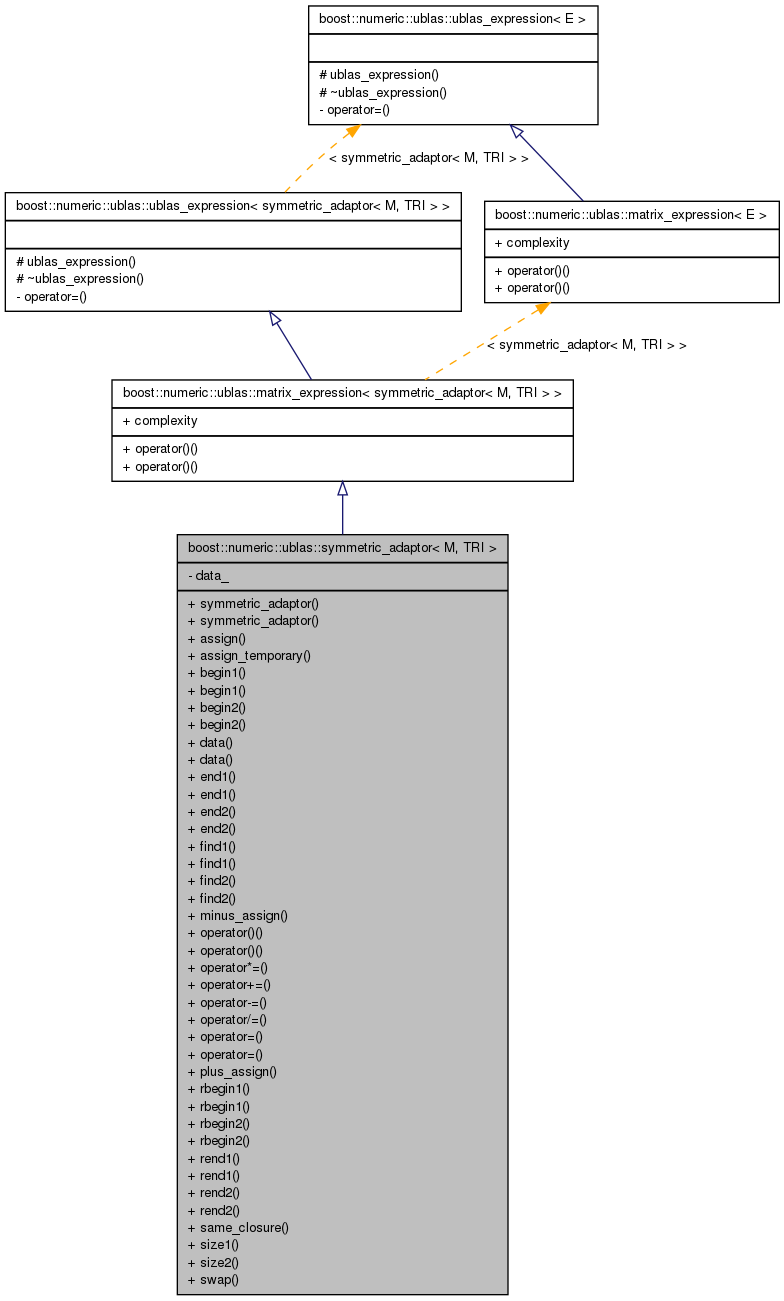 boost::numeric::ublas::ublas_expression< E >
# ublas_expression()
# ~ublas_expression()
- operator=()
< symmetric_adaptor< M, TRI > >
boost::numeric::ublas::ublas_expression< symmetric_adaptor< M, TRI > >
# ublas_expression()
# ~ublas_expression()
- operator=()
boost::numeric::ublas::matrix_expression< E >
+ complexity
+ operator()()
+ operator()()
< symmetric_adaptor< M, TRI > >
boost::numeric::ublas::matrix_expression< symmetric_adaptor< M, TRI > >
+ complexity
+ operator()()
+ operator()()
boost::numeric::ublas::symmetric_adaptor< M, TRI >
- data_
+ symmetric_adaptor()
+ symmetric_adaptor()
+ assign()
+ assign_temporary()
+ begin1()
+ begin1()
+ begin2()
+ begin2()
+ data()
+ data()
+ end1()
+ end1()
+ end2()
+ end2()
+ find1()
+ find1()
+ find2()
+ find2()
+ minus_assign()
+ operator()()
+ operator()()
+ operator*=()
+ operator+=()
+ operator-=()
+ operator/=()
+ operator=()
+ operator=()
+ plus_assign()
+ rbegin1()
+ rbegin1()
+ rbegin2()
+ rbegin2()
+ rend1()
+ rend1()
+ rend2()
+ rend2()
+ same_closure()
+ size1()
+ size2()
+ swap()